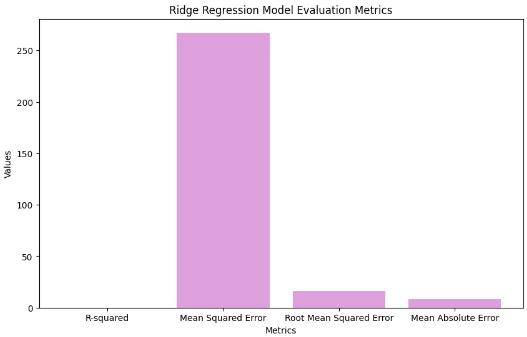 Ridge Regression Model Evaluation Metrics
Values
250
200
150
100
50
0
R-squared Mean Squared Error Root Mean Squared Error Mean Absolute Error
Metrics